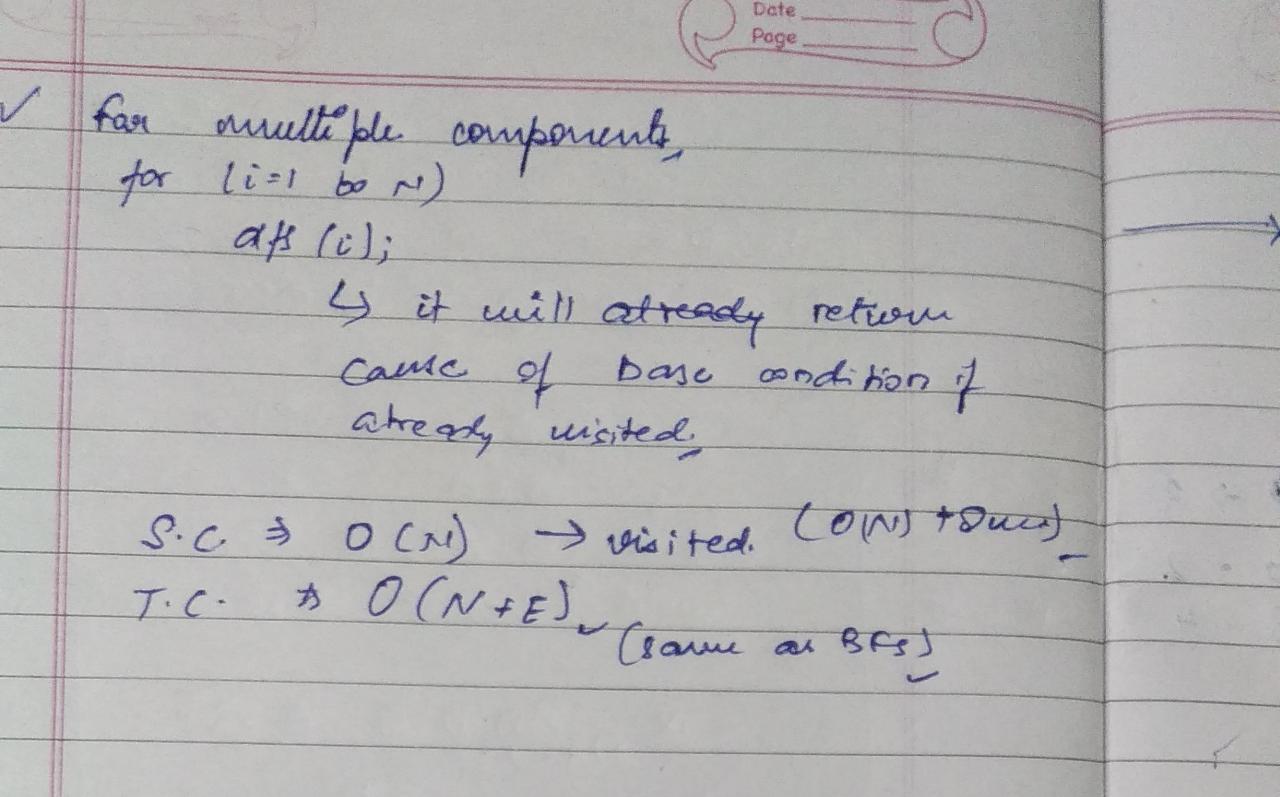 Date
Page
for multiple components,
for (i=1 to N)
dfs (i);
↳ it will already return
cause of base condition if
already visited.
S.C. ⇒ O(N) → visited. (O(N)
T.C. ⇒ O(N+E) (same as BFS)